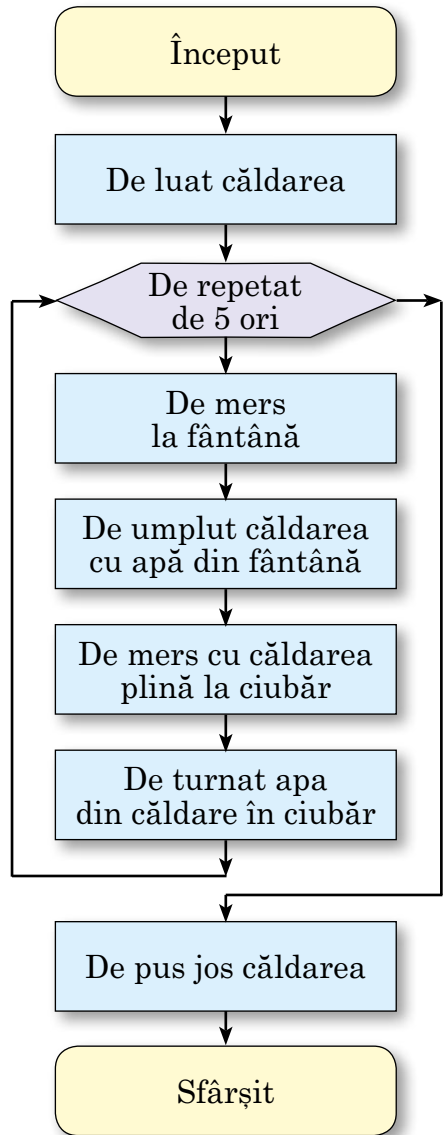 Început
De luat căldarea
De repetat
de 5 ori
De mers
la fântână
De umplut căldarea
cu apă din fântână
De mers cu căldarea
plină la ciubăr
De turnat apa
din căldare în ciubăr
De pus jos căldarea
Sfârșit